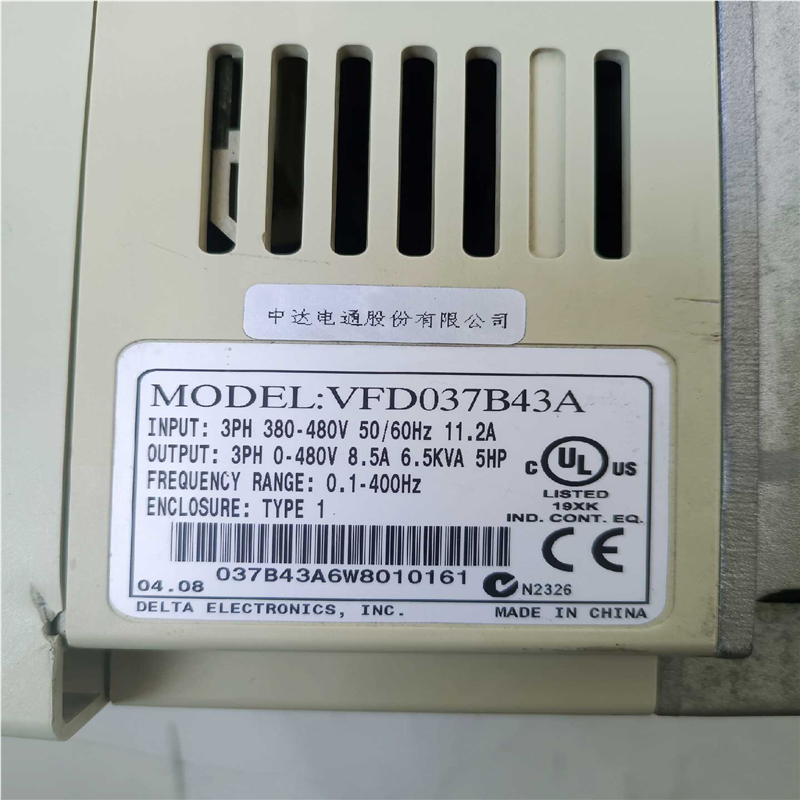 中达电通股份有限公司
MODEL:VFD037B43A
INPUT: 3PH 380-480V 50/60Hz 11.2A
OUTPUT: 3PH 0-480V 8.5A 6.5KVA 5HP
FREQUENCY RANGE: 0.1-400Hz
ENCLOSURE: TYPE 1
C UL US
LISTED
19XK
IND. CONT. EQ.
CE
037B43A6W8010161
04.08
N2326
DELTA ELECTRONICS, INC.
MADE IN CHINA